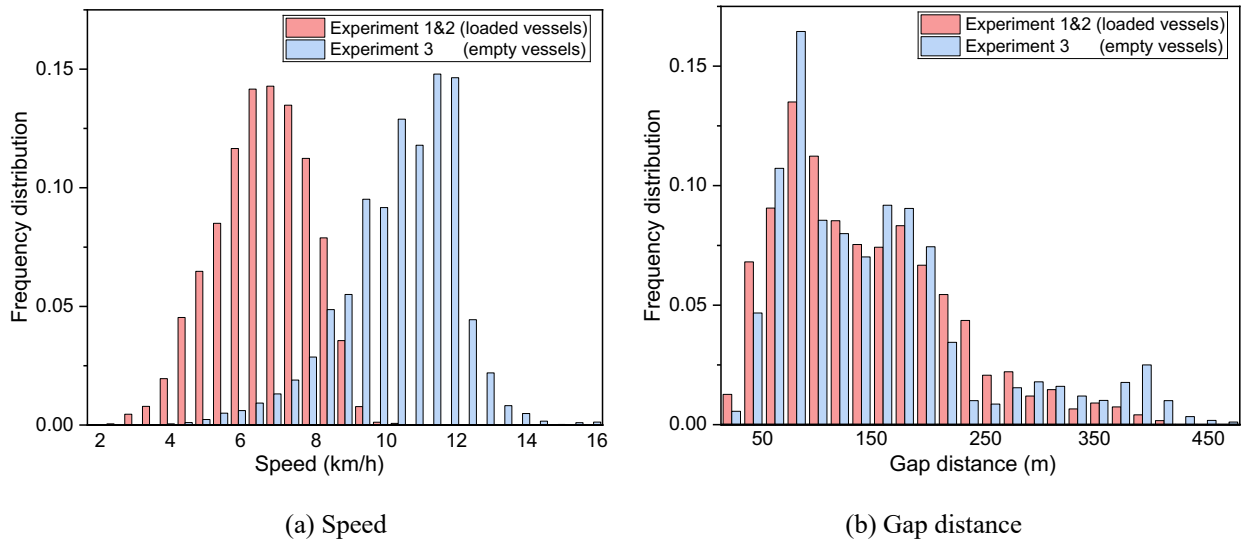 Experiment 1&2 (loaded vessels)
Experiment 3 (empty vessels)
0.15
0.10
0.05
0.00
Frequency distribution
2 4 6 8 10 12 14 16
Speed (km/h)
(a) Speed
Experiment 1&2 (loaded vessels)
Experiment 3 (empty vessels)
0.15
0.10
0.05
0.00
Frequency distribution
50 150 250 350 450
Gap distance (m)
(b) Gap distance